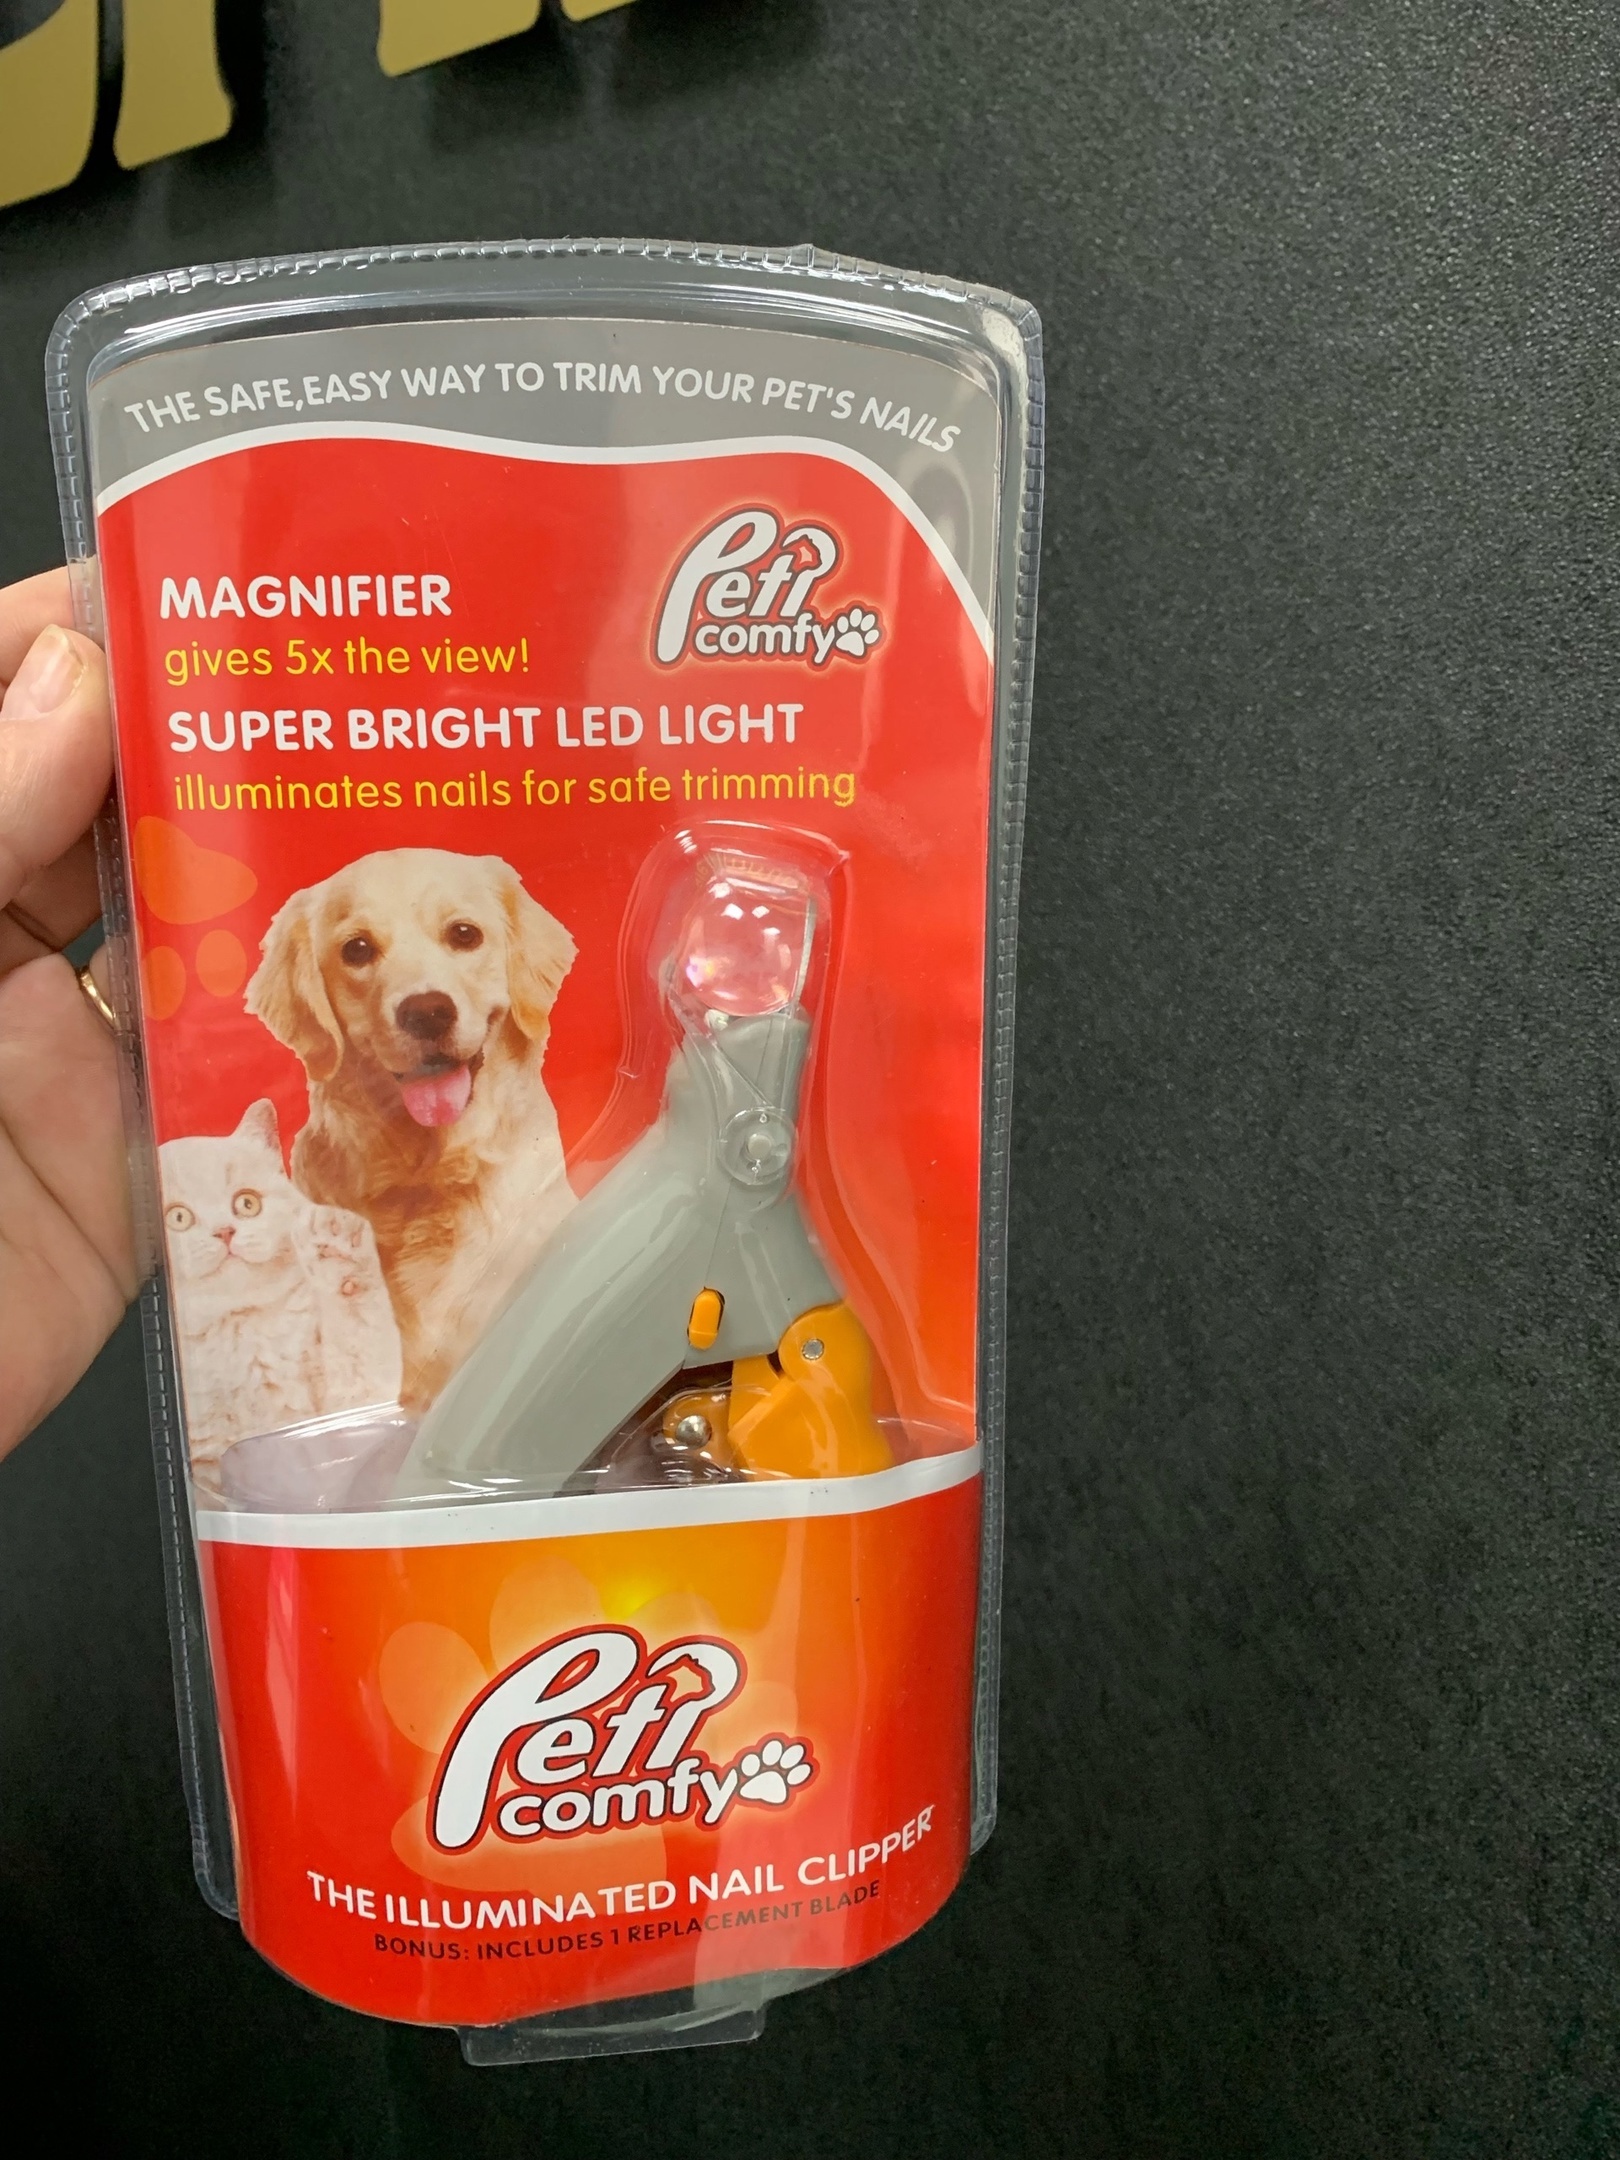 THE SAFE,EASY WAY TO TRIM YOUR PET'S NAILS
Peti
comfy
MAGNIFIER
gives 5x the view!
SUPER BRIGHT LED LIGHT
illuminates nails for safe trimming
Peti
comfy
THE ILLUMINATED NAIL CLIPPER
BONUS: INCLUDES 1 REPLACEMENT BLADE